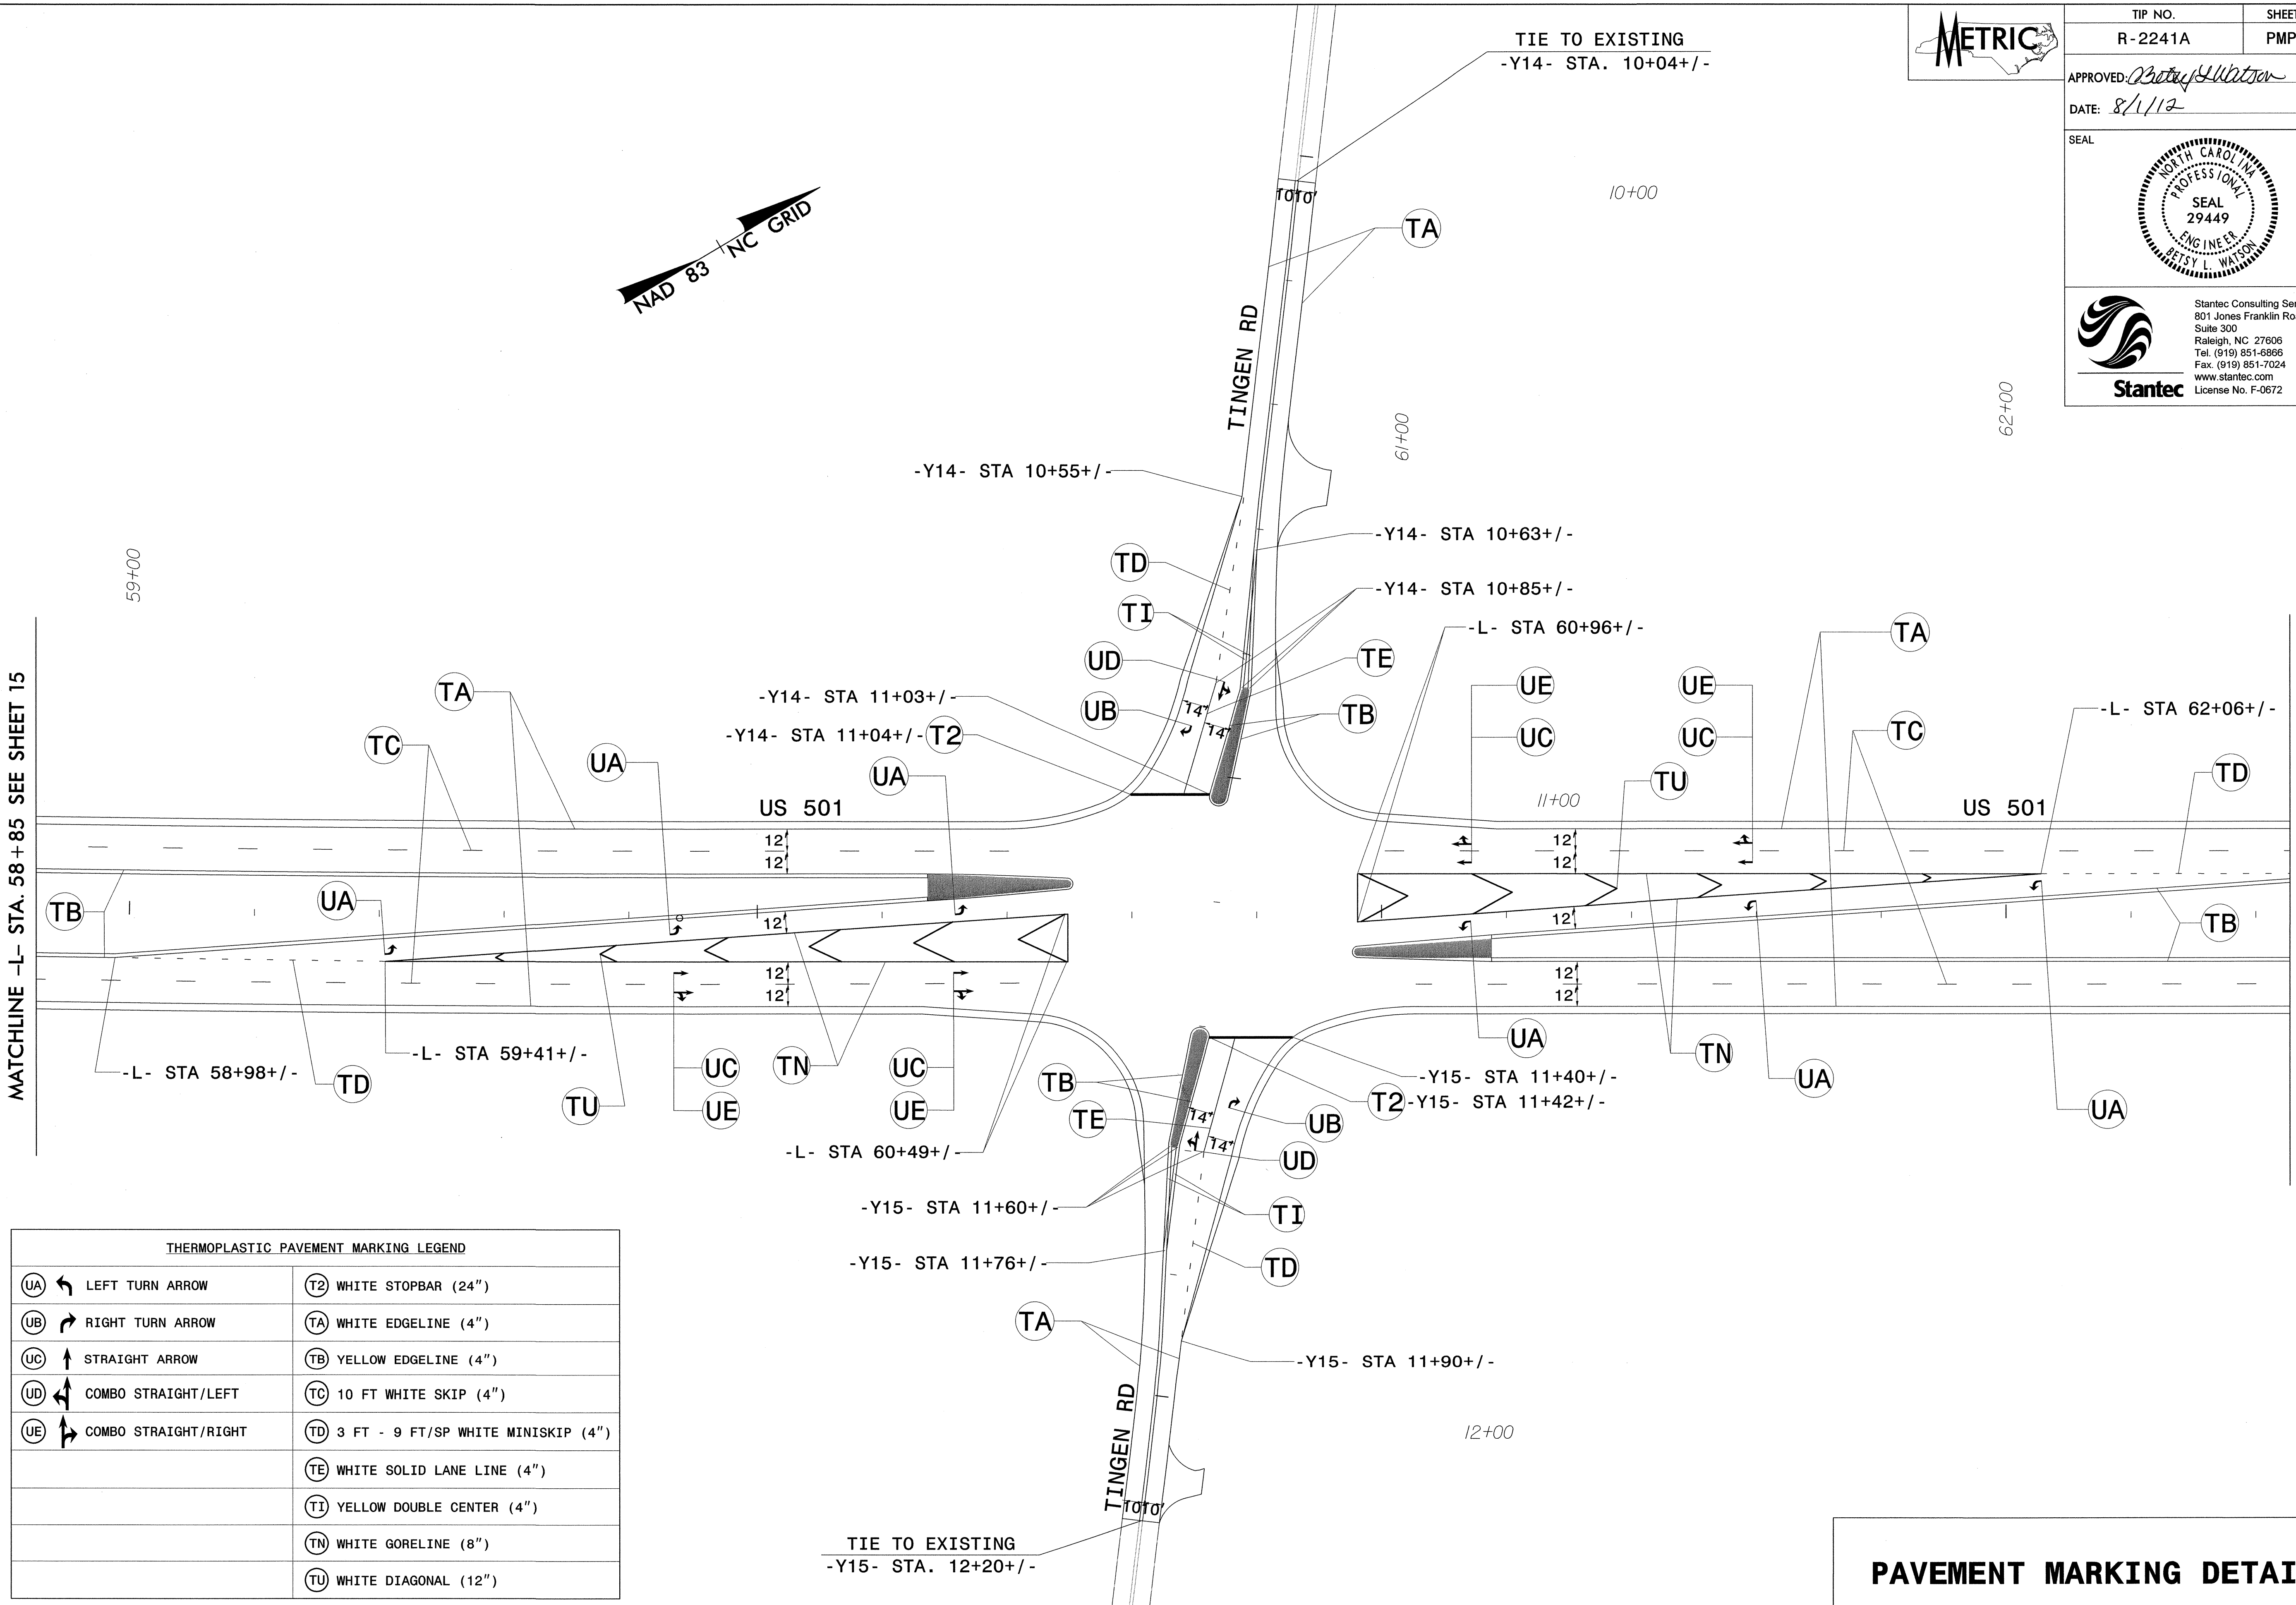 METRIC
TIP NO.
SHEET
R-2241A
PMP
APPROVED: Betsy L Watson
DATE: 8/1/12
SEAL
NORTH CAROLINA
PROFESSIONAL
SEAL
29449
ENGINEER
BETSY L. WATSON
Stantec
Stantec Consulting Ser
801 Jones Franklin Ro
Suite 300
Raleigh, NC 27606
Tel. (919) 851-6866
Fax. (919) 851-7024
www.stantec.com
License No. F-0672
TIE TO EXISTING
-Y14- STA. 10+04+/-
10' 10'
10+00
TA
NAD 83 NC GRID
TINGEN RD
61+00
62+00
59+00
-Y14- STA 10+55+/-
-Y14- STA 10+63+/-
TD
-Y14- STA 10+85+/-
TI
-L- STA 60+96+/-
TA
UD
TE
UE
UE
TA
-Y14- STA 11+03+/-
UB
14'
14'
TB
-L- STA 62+06+/-
-Y14- STA 11+04+/- T2
TC
UC
UC
TC
UA
UA
TU
TD
US 501
11+00
US 501
12'
12'
12'
12'
MATCHLINE -L- STA. 58+85 SEE SHEET 15
TB
UA
12'
12'
TB
12'
12'
12'
12'
-L- STA 58+98+/-
TD
-L- STA 59+41+/-
TU
UC
UE
TN
UC
UE
TB
TE
14'
14'
UA
TN
UA
UA
-Y15- STA 11+40+/-
T2 -Y15- STA 11+42+/-
UB
UD
-L- STA 60+49+/-
-Y15- STA 11+60+/-
TI
-Y15- STA 11+76+/-
TD
TA
-Y15- STA 11+90+/-
TINGEN RD
12+00
10' 10'
TIE TO EXISTING
-Y15- STA. 12+20+/-
THERMOPLASTIC PAVEMENT MARKING LEGEND
UA LEFT TURN ARROW
T2 WHITE STOPBAR (24")
UB RIGHT TURN ARROW
TA WHITE EDGELINE (4")
UC STRAIGHT ARROW
TB YELLOW EDGELINE (4")
UD COMBO STRAIGHT/LEFT
TC 10 FT WHITE SKIP (4")
UE COMBO STRAIGHT/RIGHT
TD 3 FT - 9 FT/SP WHITE MINISKIP (4")
TE WHITE SOLID LANE LINE (4")
TI YELLOW DOUBLE CENTER (4")
TN WHITE GORELINE (8")
TU WHITE DIAGONAL (12")
PAVEMENT MARKING DETAI